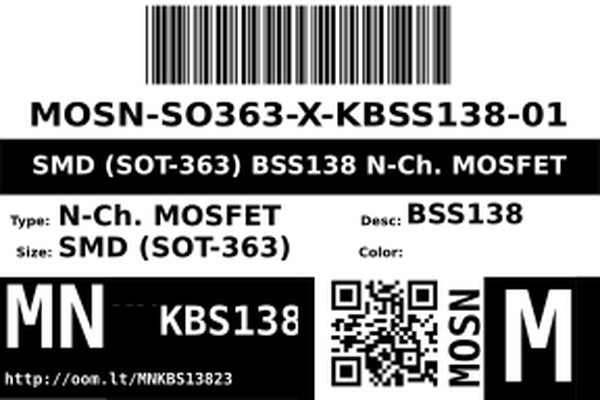 MOSN-SO363-X-KBSS138-01
SMD (SOT-363) BSS138 N-Ch. MOSFET
Type: N-Ch. MOSFET
Desc: BSS138
Size: SMD (SOT-363)
Color:
MN
KBS138
http://oom.lt/MNKBS13823
MOSN
M